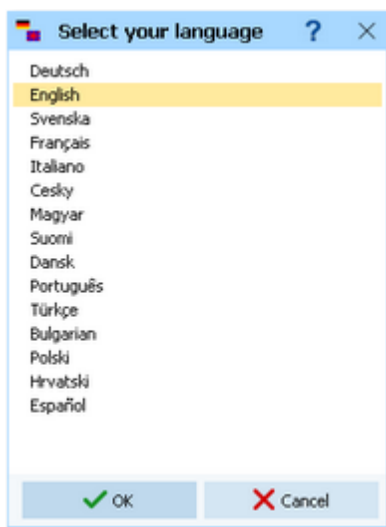 Select your language ?
Deutsch
English
Svenska
Français
Italiano
Cesky
Magyar
Suomi
Dansk
Português
Türkçe
Bulgarian
Polski
Hrvatski
Español
OK Cancel